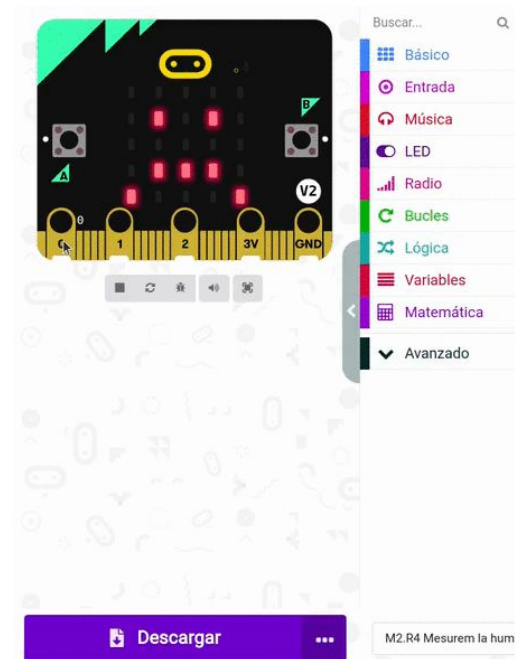 Buscar...
Básico
Entrada
Música
LED
Radio
Bucles
Lógica
Variables
Matemática
Avanzado
B
A
V2
0
0 1 2 3V GND
Descargar
M2.R4 Mesurem la hum